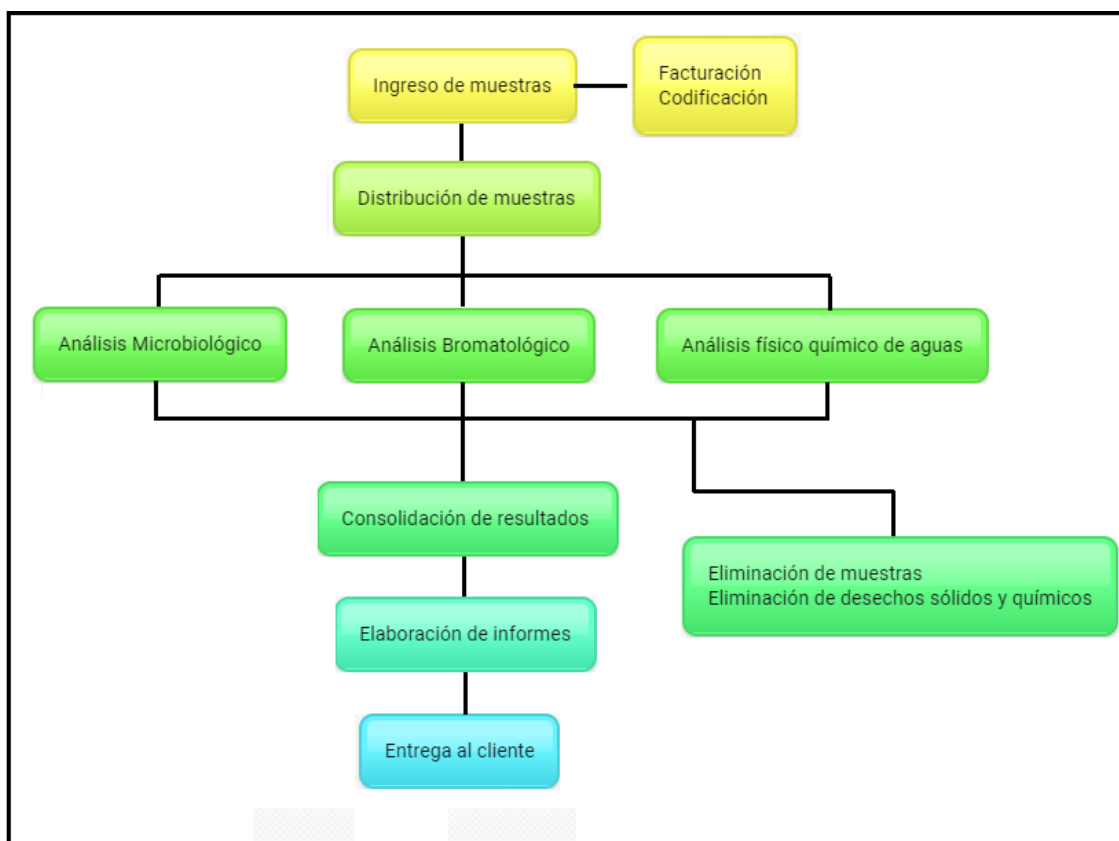 Ingreso de muestras
Facturación
Codificación
Distribución de muestras
Análisis Microbiológico
Análisis Bromatológico
Análisis físico químico de aguas
Consolidación de resultados
Eliminación de muestras
Eliminación de desechos sólidos y químicos
Elaboración de informes
Entrega al cliente